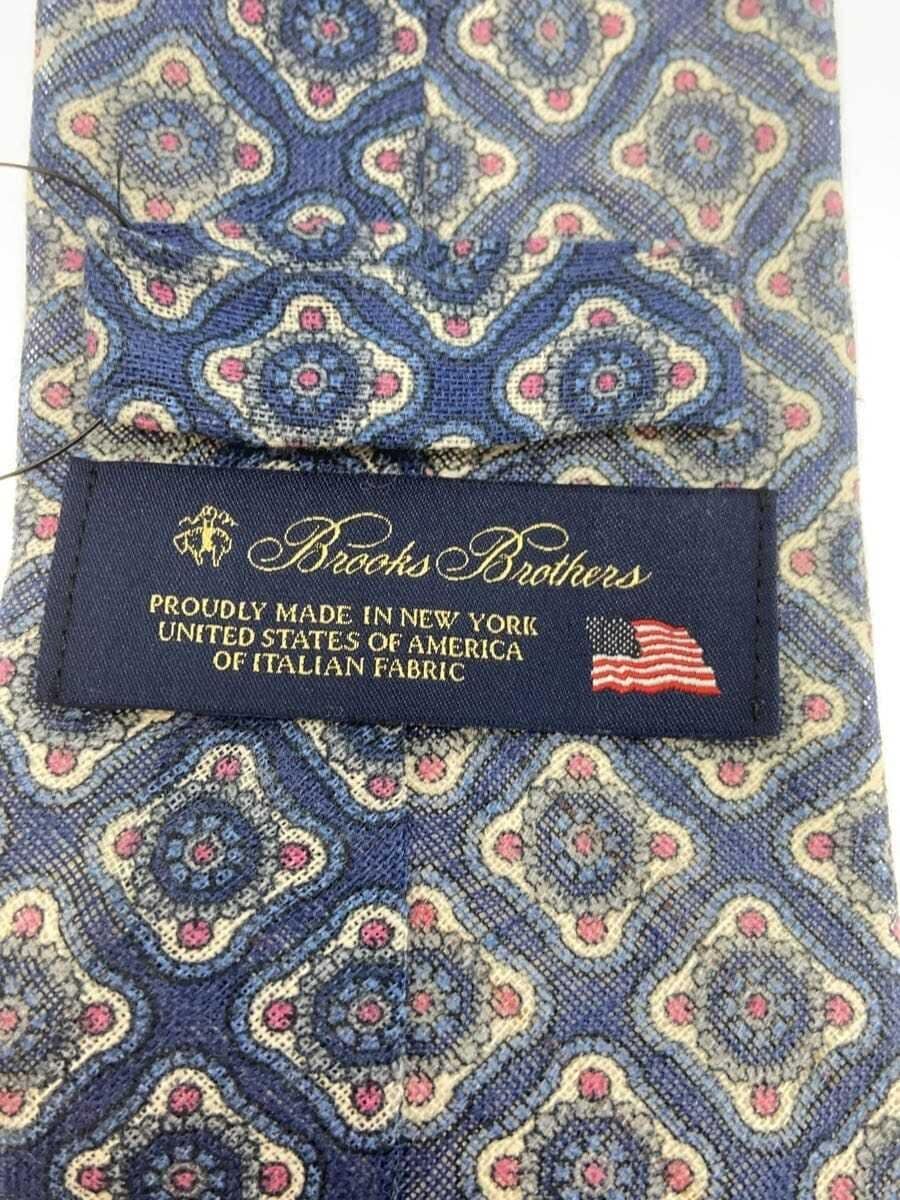 Brooks Brothers
PROUDLY MADE IN NEW YORK
UNITED STATES OF AMERICA
OF ITALIAN FABRIC